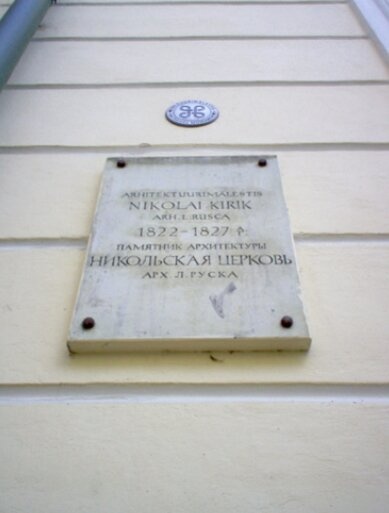 ARHITEKTUURIMÄLESTIS
NIKOLAI KIRIK
ARH. L. RUSCA
1822-1827
ПАМЯТНИК АРХИТЕКТУРЫ
НИКОЛЬСКАЯ ЦЕРКОВЬ
АРХ Л. РУСКА